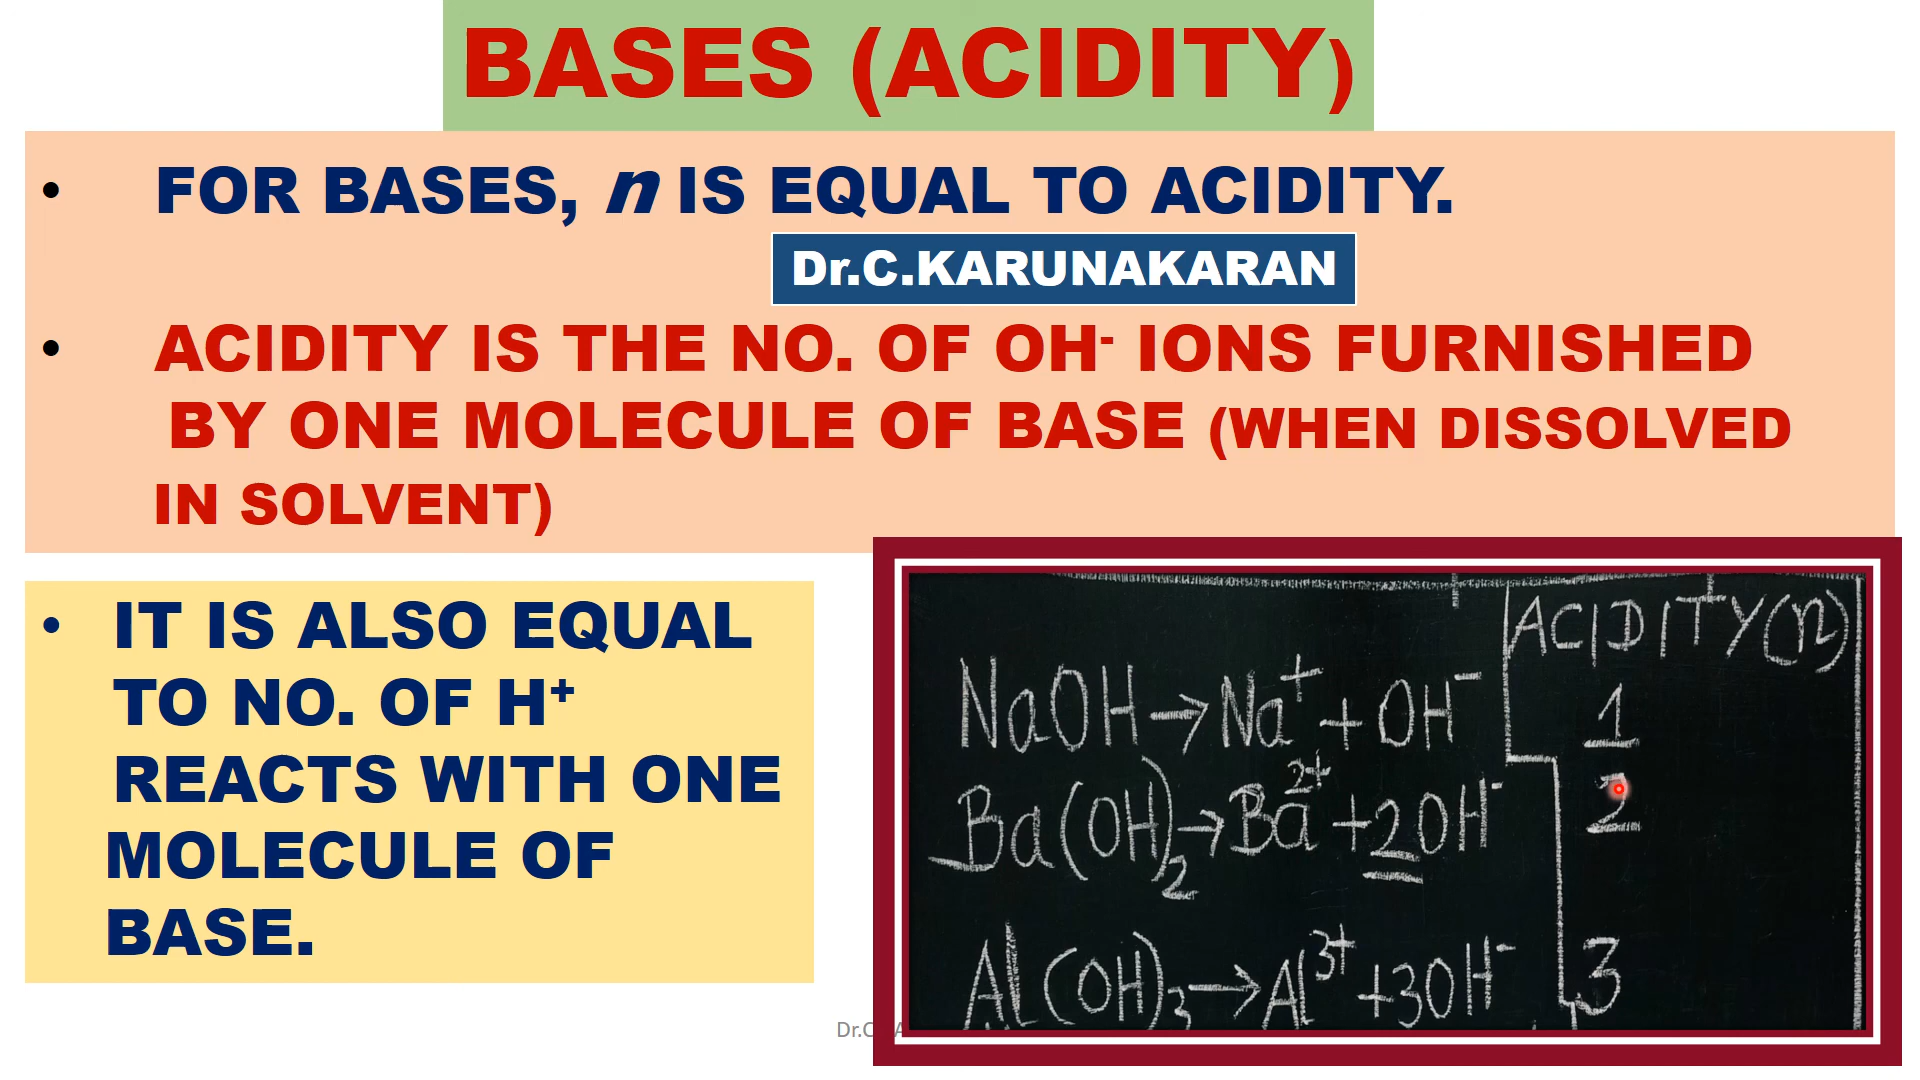 BASES (ACIDITY)
• FOR BASES, n IS EQUAL TO ACIDITY.
Dr.C.KARUNAKARAN
• ACIDITY IS THE NO. OF OH⁻ IONS FURNISHED
BY ONE MOLECULE OF BASE (WHEN DISSOLVED
IN SOLVENT)
• IT IS ALSO EQUAL
TO NO. OF H⁺
REACTS WITH ONE
MOLECULE OF
BASE.
ACIDITY(n)
NaOH → Na⁺ + OH⁻ 1
Ba(OH)₂ → Ba²⁺ + 2OH⁻ 2
Al(OH)₃ → Al³⁺ + 3OH⁻ 3